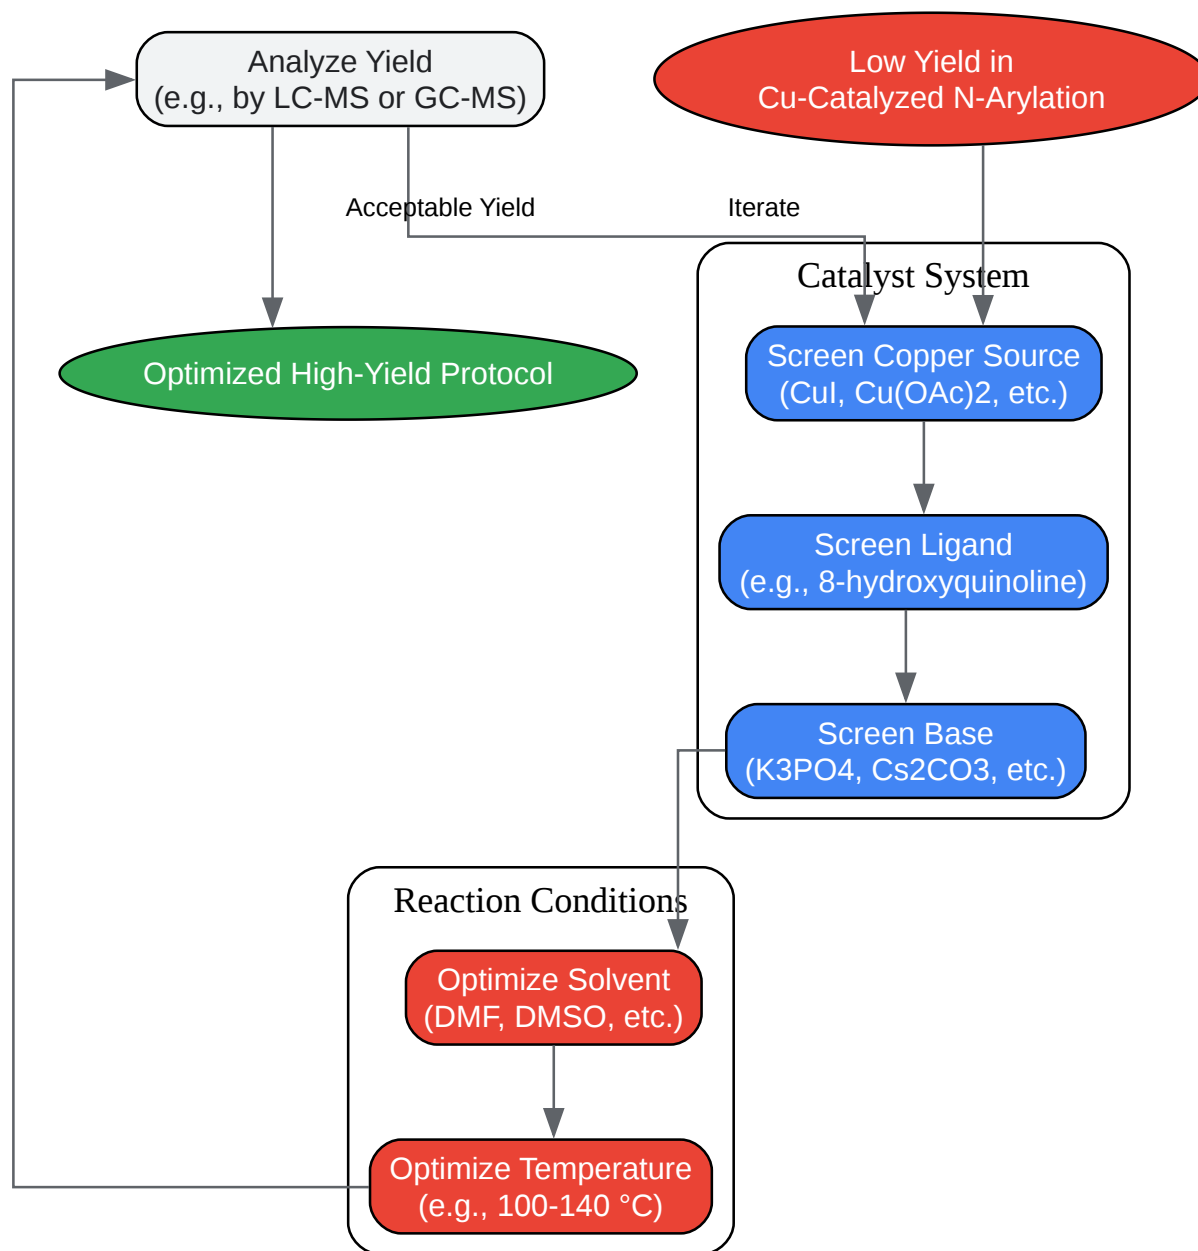 Analyze Yield
(e.g., by LC-MS or GC-MS)
Low Yield in
Cu-Catalyzed N-Arylation
Acceptable Yield
Iterate
Catalyst System
Screen Copper Source
(CuI, Cu(OAc)2, etc.)
Optimized High-Yield Protocol
Screen Ligand
(e.g., 8-hydroxyquinoline)
Screen Base
(K3PO4, Cs2CO3, etc.)
Reaction Conditions
Optimize Solvent
(DMF, DMSO, etc.)
Optimize Temperature
(e.g., 100-140 °C)